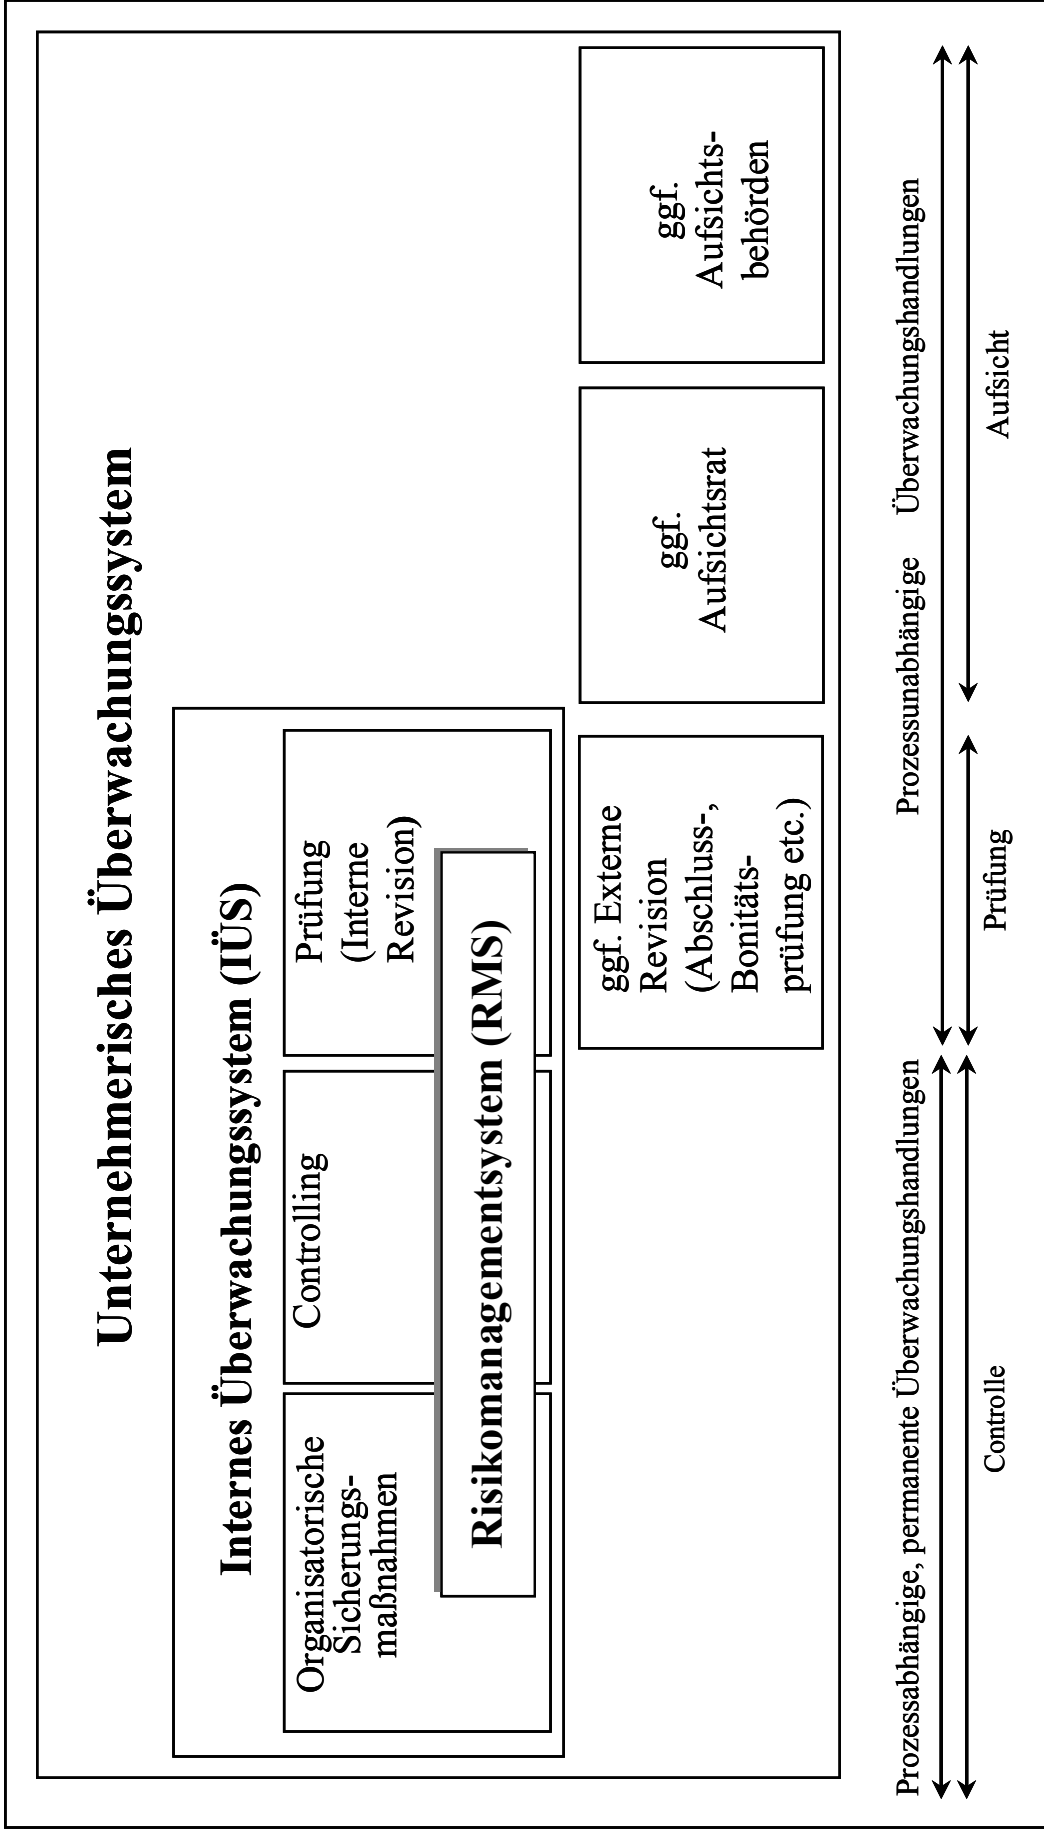 Unternehmerisches Überwachungssystem
Internes Überwachungssystem (IÜS)
Organisatorische
Sicherungs-
maßnahmen
Controlling
Prüfung
(Interne
Revision)
Risikomanagementsystem (RMS)
ggf. Externe
Revision
(Abschluss-,
Bonitäts-
prüfung etc.)
ggf.
Aufsichtsrat
ggf.
Aufsichts-
behörden
Prozessabhängige, permanente Überwachungshandlungen
Prozessunabhängige Überwachungshandlungen
Controlle
Prüfung
Aufsicht